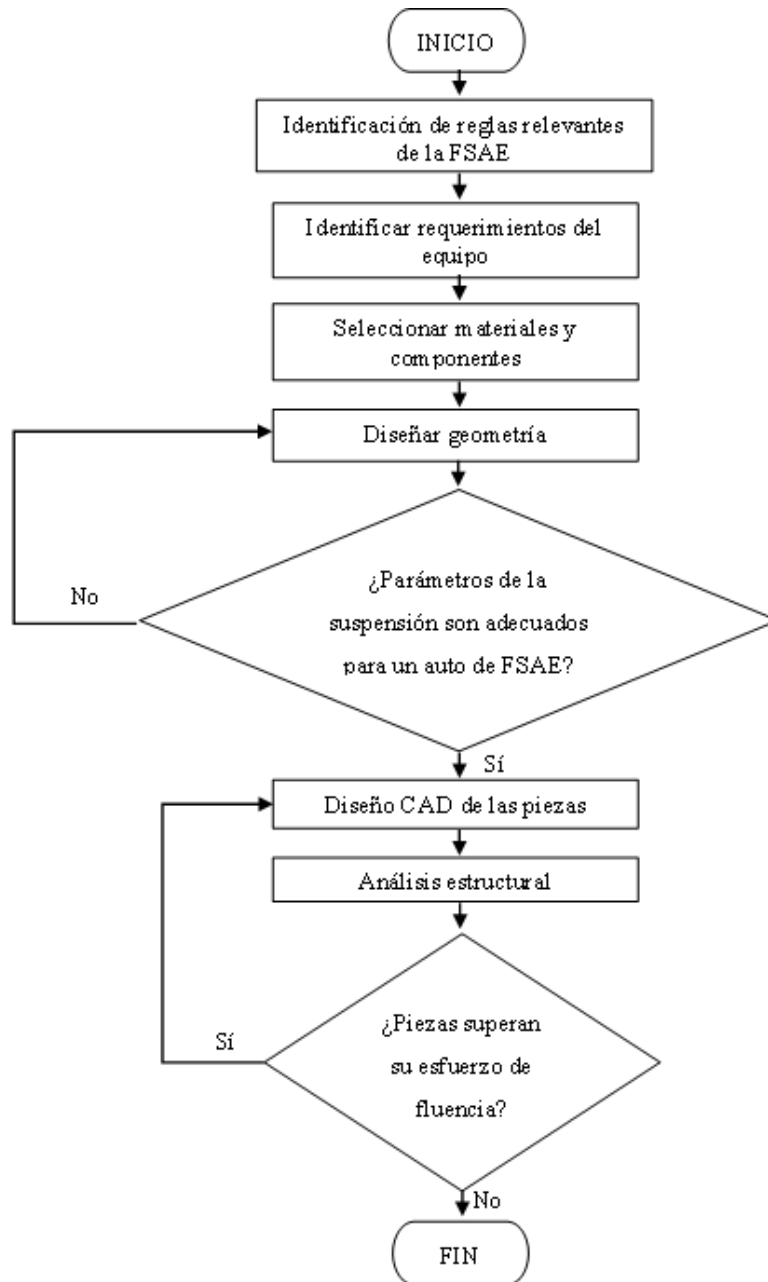 INICIO
Identificación de reglas relevantes
de la FSAE
Identificar requerimientos del
equipo
Seleccionar materiales y
componentes
Diseñar geometría
¿Parámetros de la
suspensión son adecuados
para un auto de FSAE?
No
Sí
Diseño CAD de las piezas
Análisis estructural
¿Piezas superan
su esfuerzo de
fluencia?
Sí
No
FIN